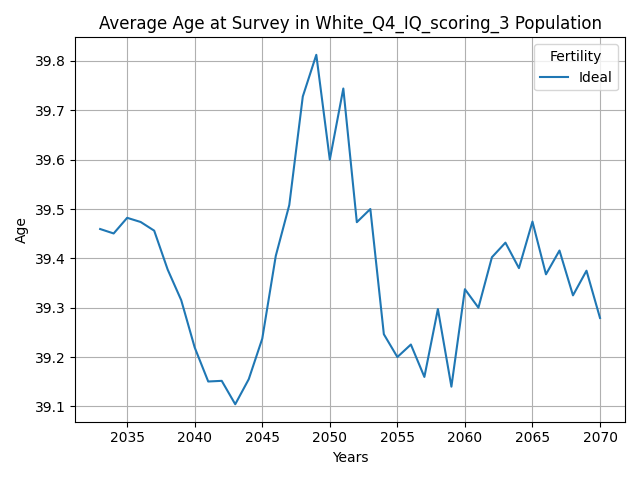 Average Age at Survey in White_Q4_IQ_scoring_3 Population
Fertility
Ideal
39.8
39.7
39.6
39.5
39.4
39.3
39.2
39.1
Age
2035 2040 2045 2050 2055 2060 2065 2070
Years